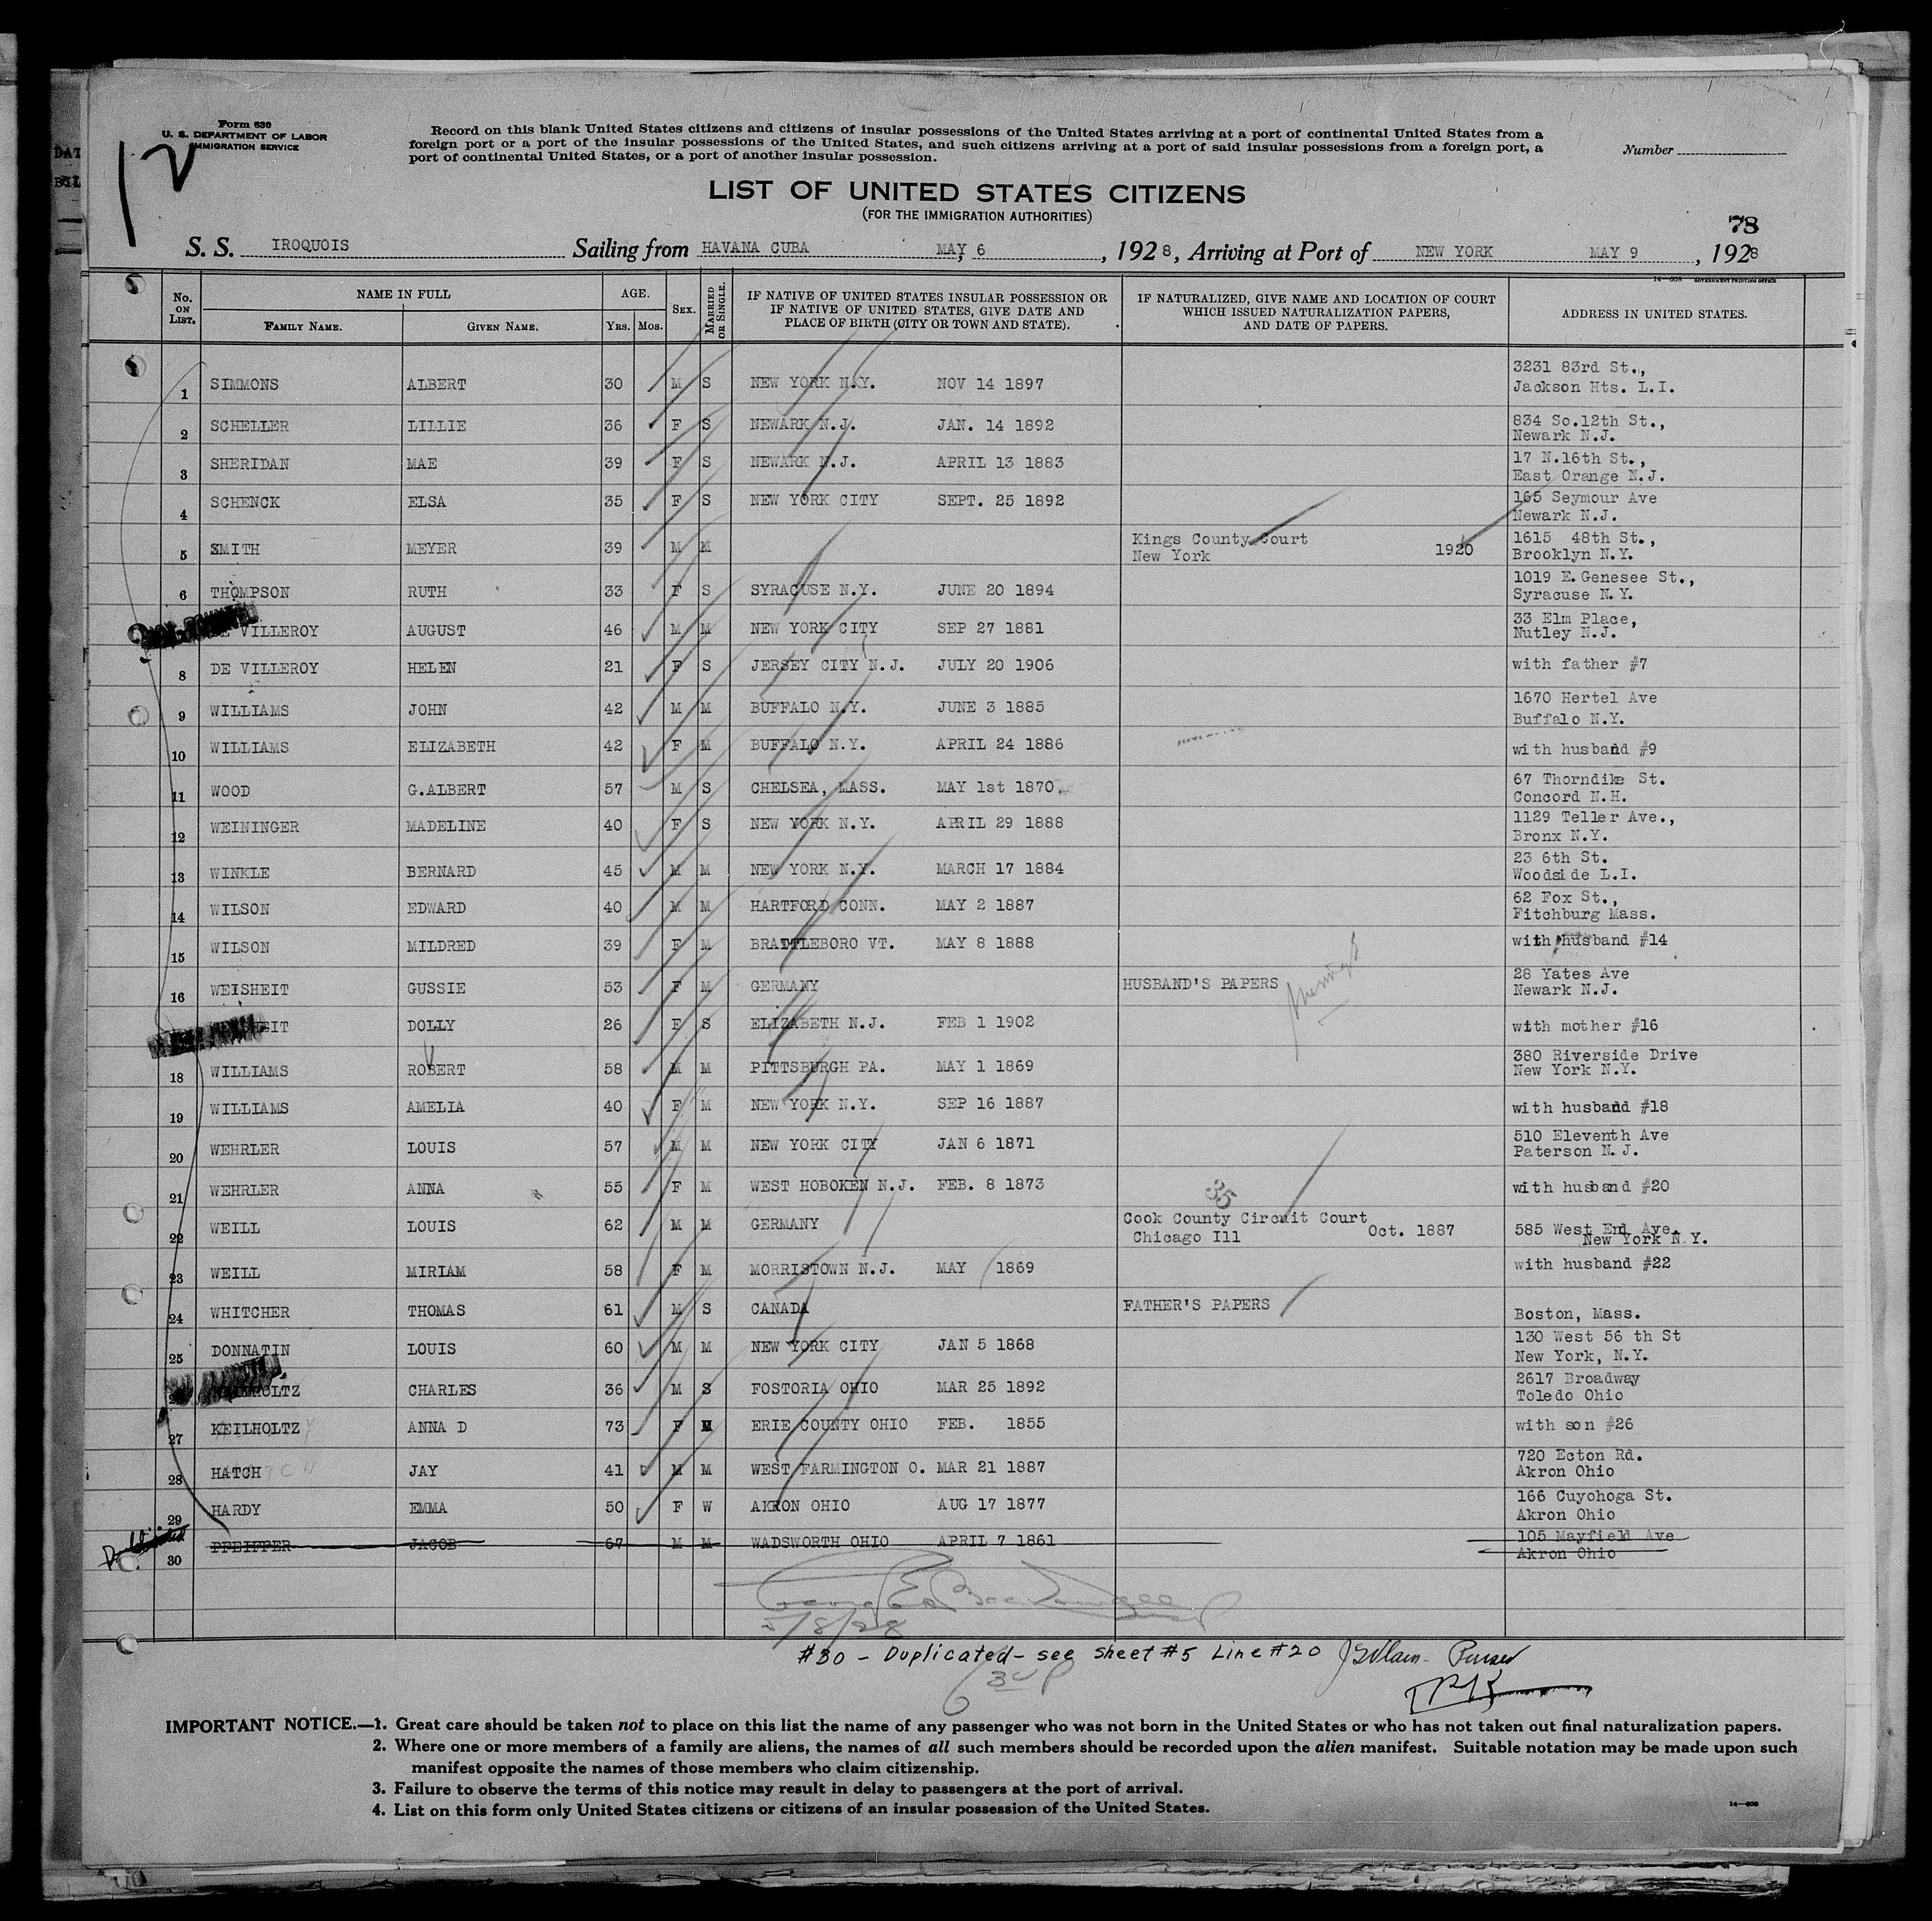 Form 630
U. S. DEPARTMENT OF LABOR
IMMIGRATION SERVICE
Record on this blank United States citizens and citizens of insular possessions of the United States arriving at a port of continental United States from a
foreign port or a port of the insular possessions of the United States, and such citizens arriving at a port of said insular possessions from a foreign port, a
port of continental United States, or a port of another insular possession.
Number
LIST OF UNITED STATES CITIZENS
(FOR THE IMMIGRATION AUTHORITIES)
78
S. S. IROQUOIS Sailing from HAVANA CUBA MAY 6, 1928, Arriving at Port of NEW YORK MAY 9, 1928
14—608 GOVERNMENT PRINTING OFFICE
No. ON LIST. NAME IN FULL FAMILY NAME. GIVEN NAME. AGE. YRS. MOS. SEX. MARRIED OR SINGLE. IF NATIVE OF UNITED STATES INSULAR POSSESSION OR IF NATIVE OF UNITED STATES, GIVE DATE AND PLACE OF BIRTH (CITY OR TOWN AND STATE). IF NATURALIZED, GIVE NAME AND LOCATION OF COURT WHICH ISSUED NATURALIZATION PAPERS, AND DATE OF PAPERS. ADDRESS IN UNITED STATES.
1 SIMMONS ALBERT 30 M S NEW YORK N.Y. NOV 14 1897 3231 83rd St., Jackson Hts. L.I.
2 SCHELLER LILLIE 36 F S NEWARK N.J. JAN. 14 1892 834 So.12th St., Newark N.J.
3 SHERIDAN MAE 39 F S NEWARK N.J. APRIL 13 1883 17 N.16th St., East Orange N.J.
4 SCHENCK ELSA 35 F S NEW YORK CITY SEPT. 25 1892 165 Seymour Ave Newark N.J.
5 SMITH MEYER 39 M M Kings County Court New York 1920 1615 48th St., Brooklyn N.Y.
6 THOMPSON RUTH 33 F S SYRACUSE N.Y. JUNE 20 1894 1019 E.Genesee St., Syracuse N.Y.
DE VILLEROY AUGUST 46 M M NEW YORK CITY SEP 27 1881 33 Elm Place, Nutley N.J.
8 DE VILLEROY HELEN 21 F S JERSEY CITY N.J. JULY 20 1906 with father #7
9 WILLIAMS JOHN 42 M M BUFFALO N.Y. JUNE 3 1885 1670 Hertel Ave Buffalo N.Y.
10 WILLIAMS ELIZABETH 42 F M BUFFALO N.Y. APRIL 24 1886 with husband #9
11 WOOD G.ALBERT 57 M S CHELSEA, MASS. MAY 1st 1870 67 Thorndike St. Concord N.H.
12 WEININGER MADELINE 40 F S NEW YORK N.Y. APRIL 29 1888 1129 Teller Ave., Bronx N.Y.
13 WINKLE BERNARD 45 M M NEW YORK N.Y. MARCH 17 1884 23 6th St. Woodside L.I.
14 WILSON EDWARD 40 M M HARTFORD CONN. MAY 2 1887 62 Fox St., Fitchburg Mass.
15 WILSON MILDRED 39 F M BRATTLEBORO VT. MAY 8 1888 with husband #14
16 WEISHEIT GUSSIE 53 F M GERMANY HUSBAND'S PAPERS 28 Yates Ave Newark N.J.
WEISHEIT DOLLY 26 F S ELIZABETH N.J. FEB 1 1902 with mother #16
18 WILLIAMS ROBERT 58 M M PITTSBURGH PA. MAY 1 1869 380 Riverside Drive New York N.Y.
19 WILLIAMS AMELIA 40 F M NEW YORK N.Y. SEP 16 1887 with husband #18
20 WEHRLER LOUIS 57 M M NEW YORK CITY JAN 6 1871 510 Eleventh Ave Paterson N.J.
21 WEHRLER ANNA 55 F M WEST HOBOKEN N.J. FEB. 8 1873 35 with husband #20
22 WEILL LOUIS 62 M M GERMANY Cook County Circuit Court Chicago Ill Oct. 1887 585 West End Ave. New York N.Y.
23 WEILL MIRIAM 58 F M MORRISTOWN N.J. MAY 1869 with husband #22
24 WHITCHER THOMAS 61 M S CANADA FATHER'S PAPERS Boston, Mass.
25 DONNATIN LOUIS 60 M M NEW YORK CITY JAN 5 1868 130 West 56 th St New York, N.Y.
KEILHOLTZ CHARLES 36 M S FOSTORIA OHIO MAR 25 1892 2617 Broadway Toledo Ohio
27 KEILHOLTZ ANNA D 73 F ERIE COUNTY OHIO FEB. 1855 with son #26
28 HATCH JAY 41 M M WEST FARMINGTON O. MAR 21 1887 720 Ecton Rd. Akron Ohio
29 HARDY EMMA 50 F W AKRON OHIO AUG 17 1877 166 Cuyohoga St. Akron Ohio
30 PFEIFFER JACOB 67 M M WADSWORTH OHIO APRIL 7 1861 105 Mayfield Ave Akron Ohio
5/8/28
#30 - Duplicated - see sheet #5 Line #20 Purser
IMPORTANT NOTICE.—1. Great care should be taken not to place on this list the name of any passenger who was not born in the United States or who has not taken out final naturalization papers.
2. Where one or more members of a family are aliens, the names of all such members should be recorded upon the alien manifest. Suitable notation may be made upon such
manifest opposite the names of those members who claim citizenship.
3. Failure to observe the terms of this notice may result in delay to passengers at the port of arrival.
4. List on this form only United States citizens or citizens of an insular possession of the United States.
14—608